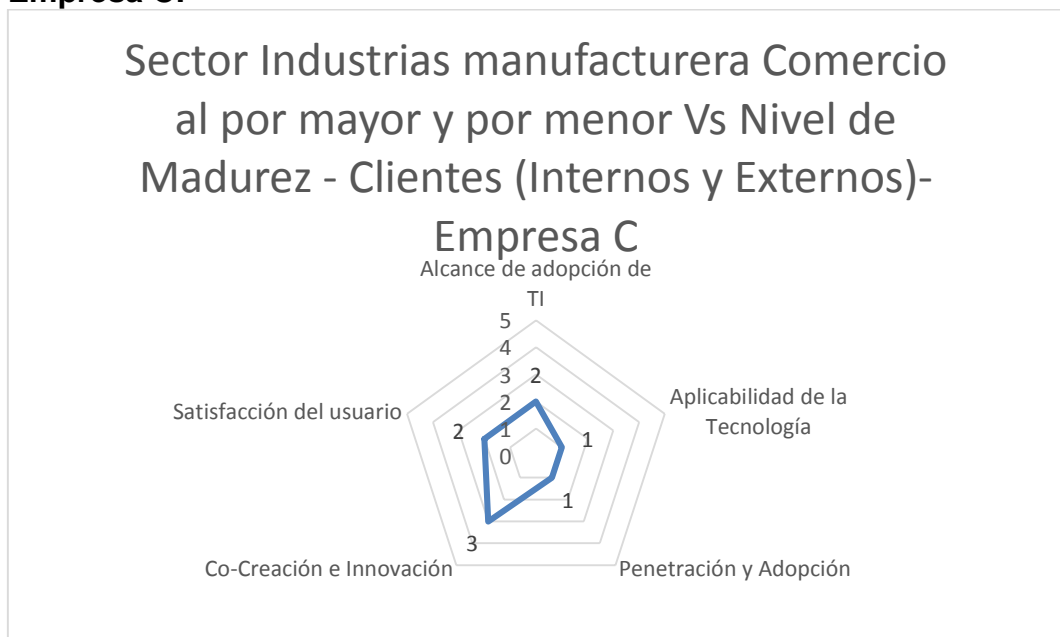 Sector Industrias manufacturera Comercio
al por mayor y por menor Vs Nivel de
Madurez - Clientes (Internos y Externos)-
Empresa C
Alcance de adopción de
TI
5
4
3
2
2
1
0
Aplicabilidad de la
Tecnología
1
Satisfacción del usuario
2
1
3
Co-Creación e Innovación
Penetración y Adopción